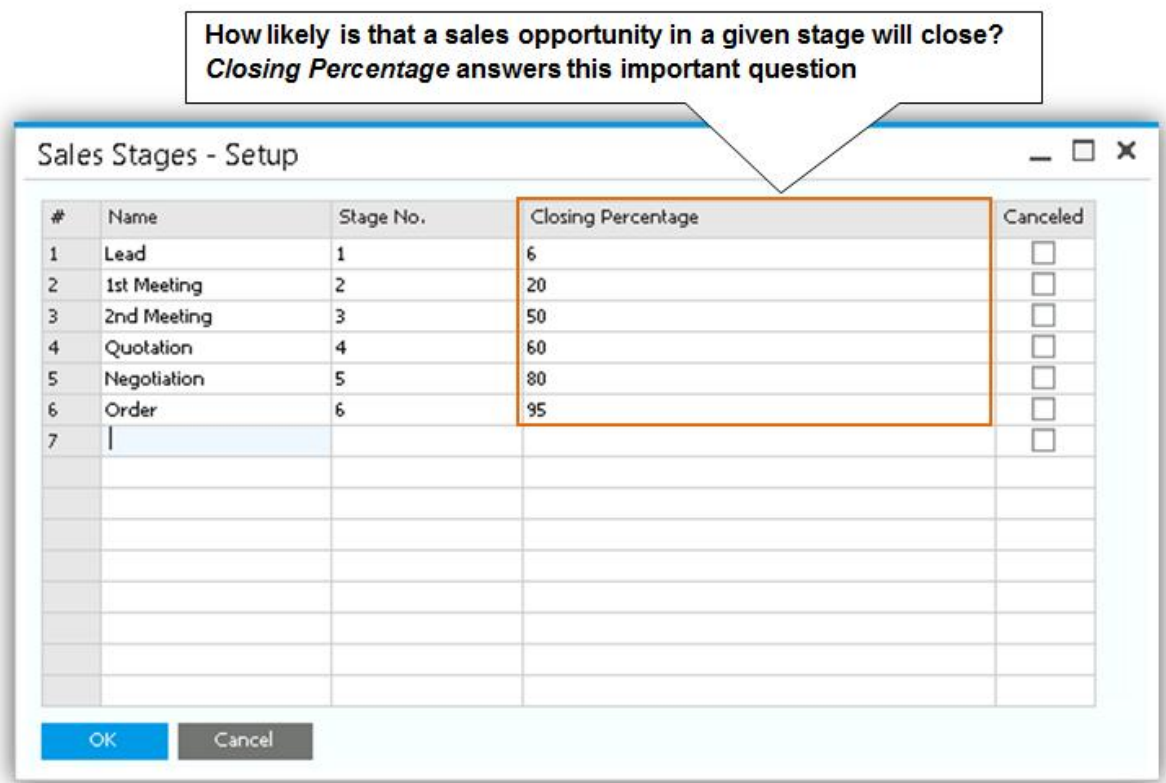 How likely is that a sales opportunity in a given stage will close?
Closing Percentage answers this important question
Sales Stages - Setup
# Name Stage No. Closing Percentage Canceled
1 Lead 1 6
2 1st Meeting 2 20
3 2nd Meeting 3 50
4 Quotation 4 60
5 Negotiation 5 80
6 Order 6 95
7
OK Cancel